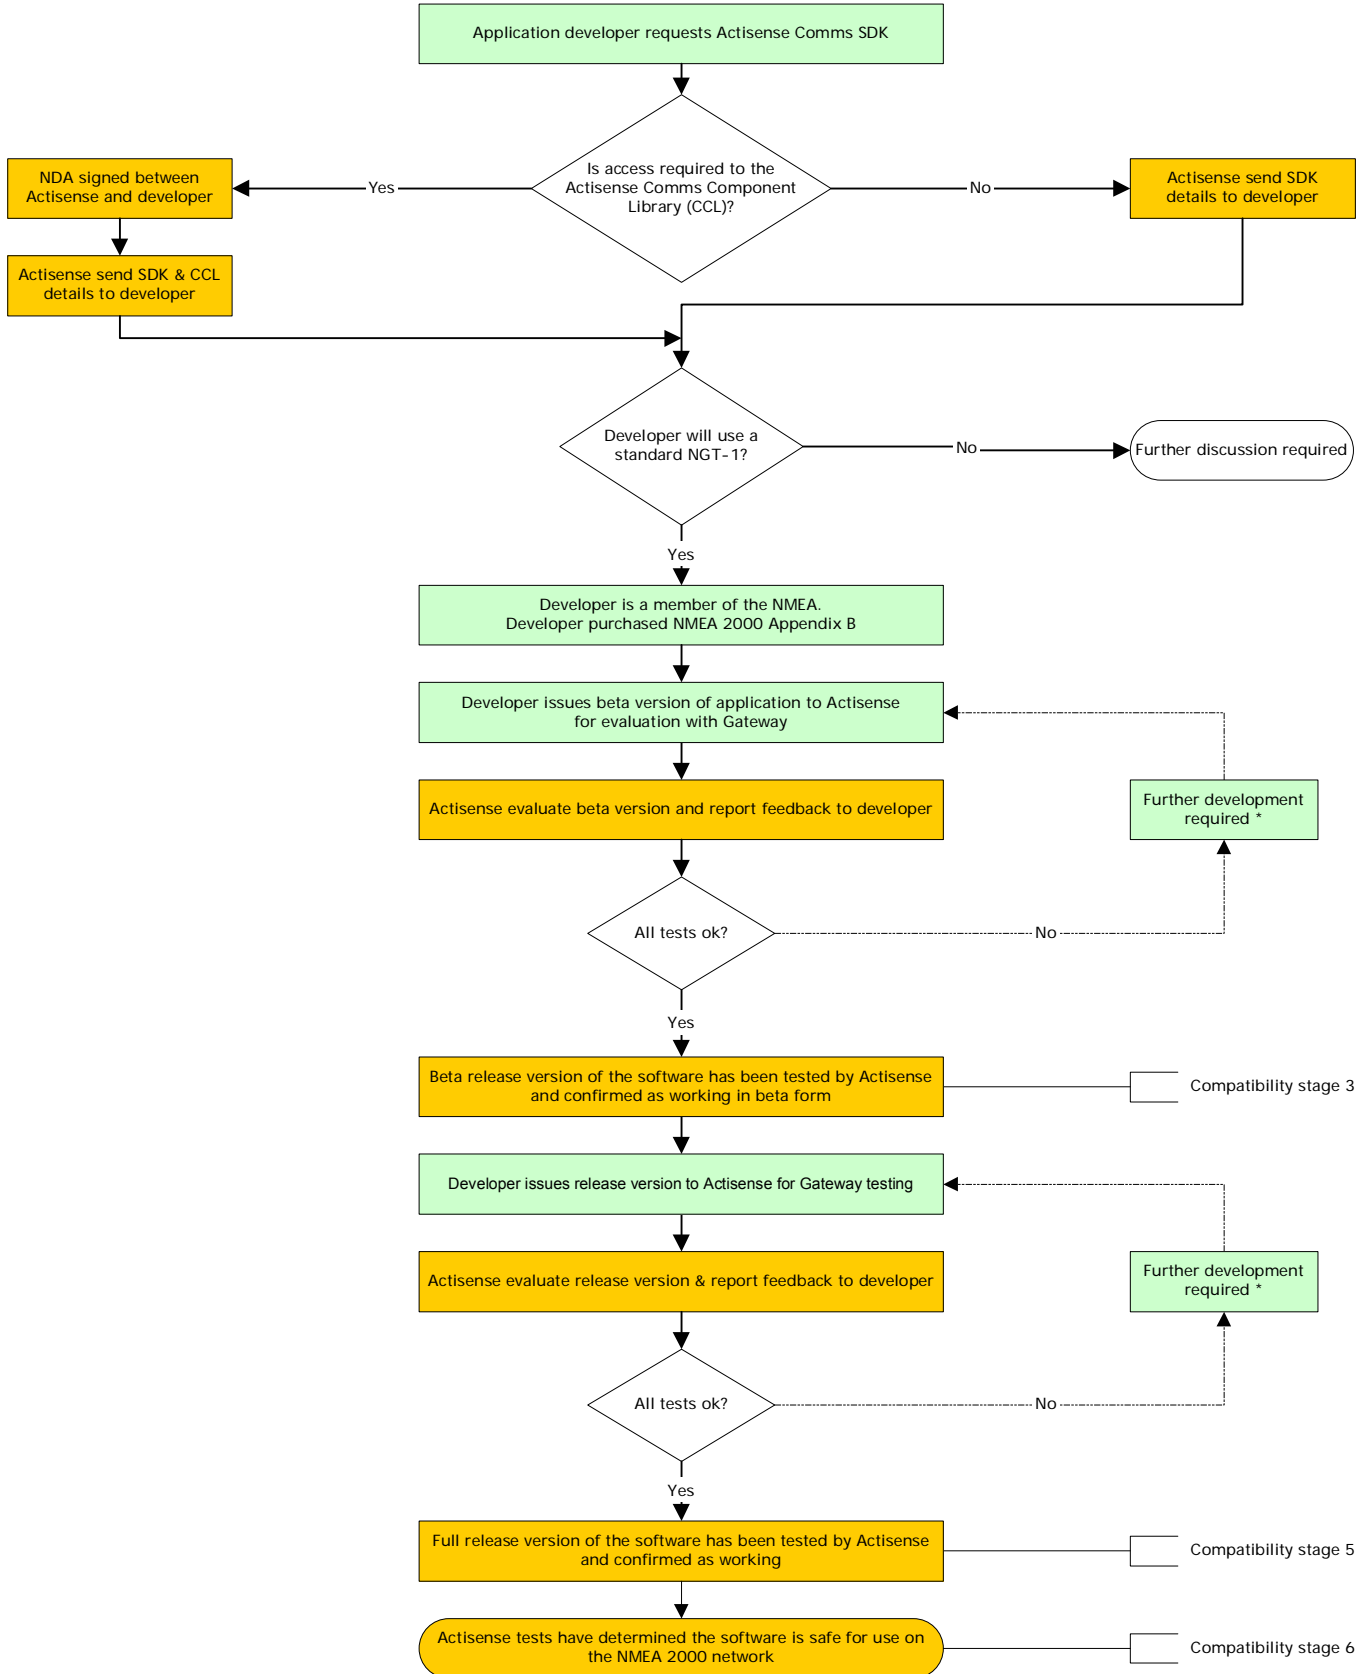 Application developer requests Actisense Comms SDK
Is access required to the
Actisense Comms Component
Library (CCL)?
Yes
No
NDA signed between
Actisense and developer
Actisense send SDK
details to developer
Actisense send SDK & CCL
details to developer
Developer will use a
standard NGT-1?
No
Further discussion required
Yes
Developer is a member of the NMEA.
Developer purchased NMEA 2000 Appendix B
Developer issues beta version of application to Actisense
for evaluation with Gateway
Actisense evaluate beta version and report feedback to developer
Further development
required *
All tests ok?
No
Yes
Beta release version of the software has been tested by Actisense
and confirmed as working in beta form
Compatibility stage 3
Developer issues release version to Actisense for Gateway testing
Actisense evaluate release version & report feedback to developer
Further development
required *
All tests ok?
No
Yes
Full release version of the software has been tested by Actisense
and confirmed as working
Compatibility stage 5
Actisense tests have determined the software is safe for use on
the NMEA 2000 network
Compatibility stage 6